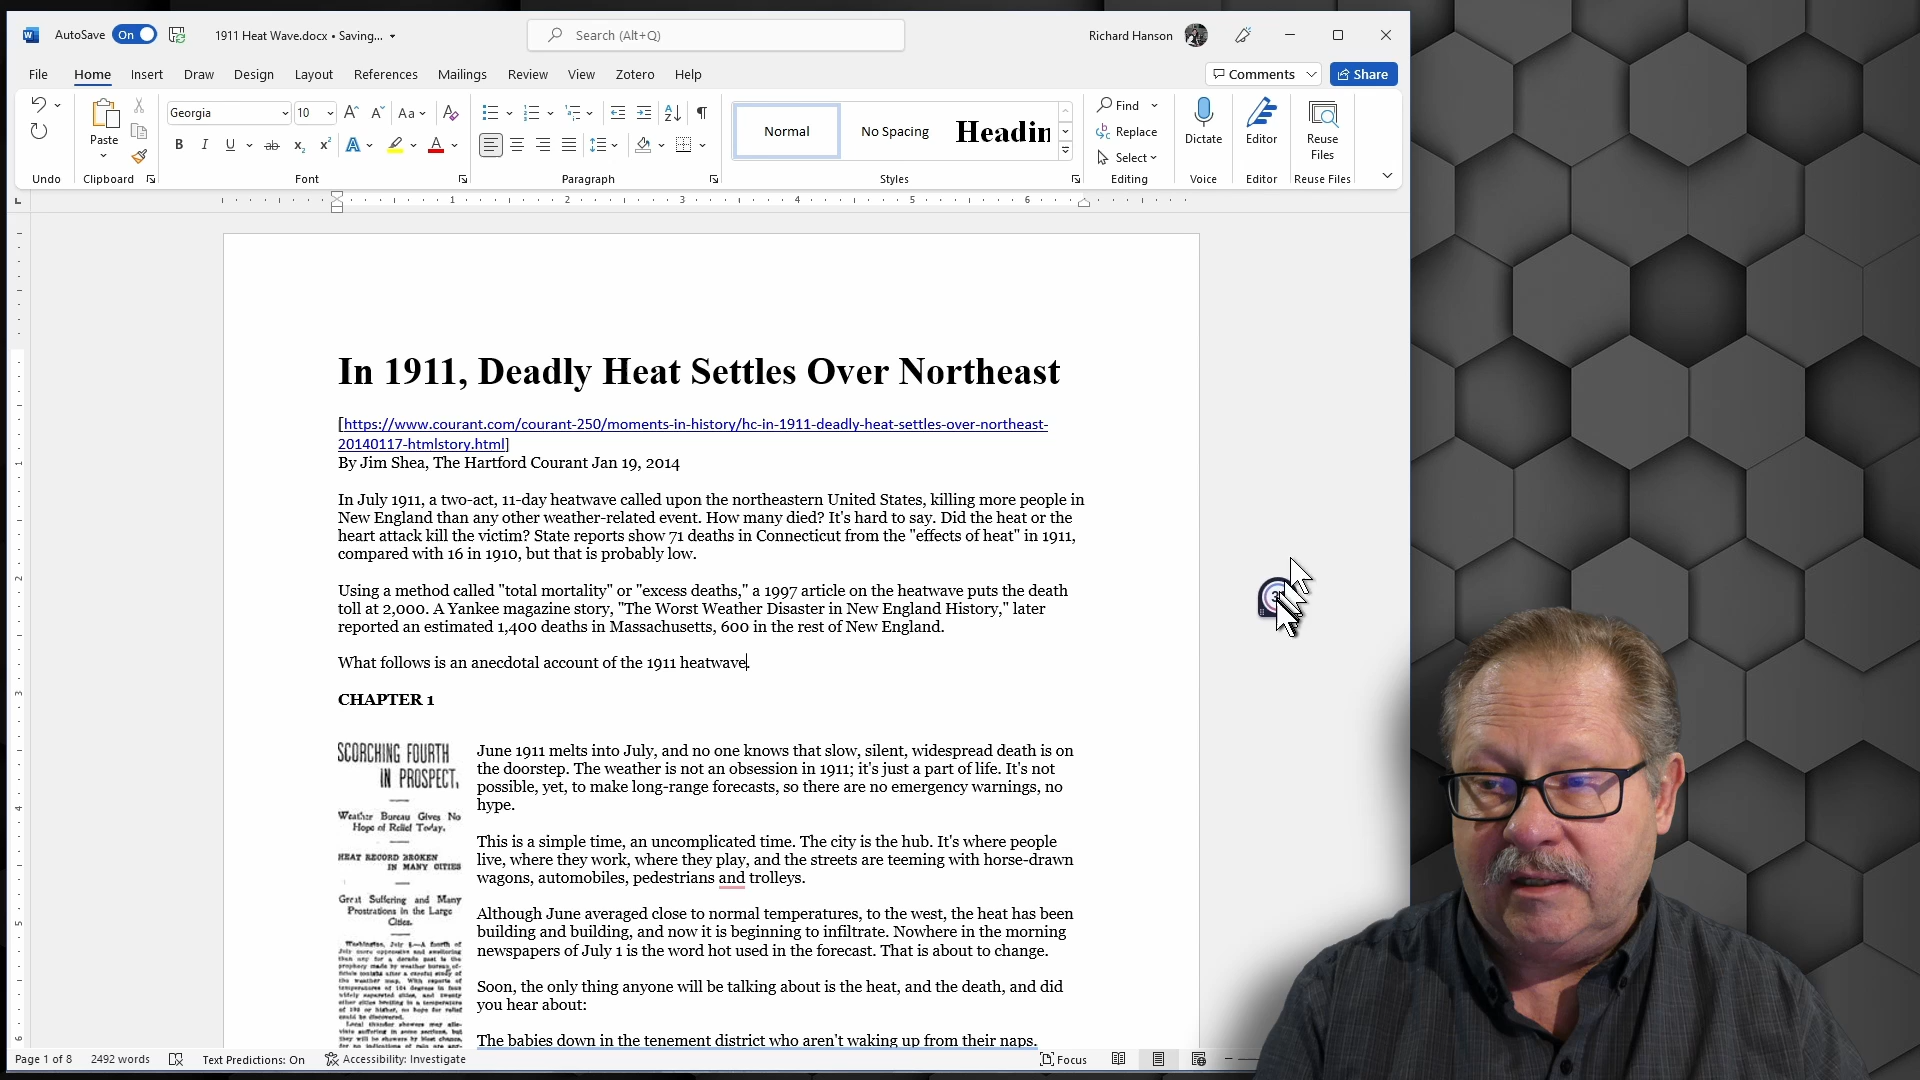 AutoSave On 1911 Heat Wave.docx • Saving... Search (Alt+Q) Richard Hanson
File Home Insert Draw Design Layout References Mailings Review View Zotero Help Comments Share
Georgia 10 Aa
Paste
B I U ab x₂ x² A A
Normal No Spacing Headin
Find
Replace
Select
Dictate Editor Reuse Files
Undo Clipboard Font Paragraph Styles Editing Voice Editor Reuse Files
1 2 3 4 5 6
In 1911, Deadly Heat Settles Over Northeast
[https://www.courant.com/courant-250/moments-in-history/hc-in-1911-deadly-heat-settles-over-northeast-
20140117-htmlstory.html]
By Jim Shea, The Hartford Courant Jan 19, 2014
In July 1911, a two-act, 11-day heatwave called upon the northeastern United States, killing more people in
New England than any other weather-related event. How many died? It's hard to say. Did the heat or the
heart attack kill the victim? State reports show 71 deaths in Connecticut from the "effects of heat" in 1911,
compared with 16 in 1910, but that is probably low.
Using a method called "total mortality" or "excess deaths," a 1997 article on the heatwave puts the death
toll at 2,000. A Yankee magazine story, "The Worst Weather Disaster in New England History," later
reported an estimated 1,400 deaths in Massachusetts, 600 in the rest of New England.
What follows is an anecdotal account of the 1911 heatwave.
CHAPTER 1
SCORCHING FOURTH
IN PROSPECT.
Weather Bureau Gives No
Hope of Relief Today.
HEAT RECORD BROKEN
IN MANY CITIES
Great Suffering and Many
Prostrations in the Large
Cities.
June 1911 melts into July, and no one knows that slow, silent, widespread death is on
the doorstep. The weather is not an obsession in 1911; it's just a part of life. It's not
possible, yet, to make long-range forecasts, so there are no emergency warnings, no
hype.
This is a simple time, an uncomplicated time. The city is the hub. It's where people
live, where they work, where they play, and the streets are teeming with horse-drawn
wagons, automobiles, pedestrians and trolleys.
Although June averaged close to normal temperatures, to the west, the heat has been
building and building, and now it is beginning to infiltrate. Nowhere in the morning
newspapers of July 1 is the word hot used in the forecast. That is about to change.
Soon, the only thing anyone will be talking about is the heat, and the death, and did
you hear about:
The babies down in the tenement district who aren't waking up from their naps.
Page 1 of 8 2492 words Text Predictions: On Accessibility: Investigate Focus